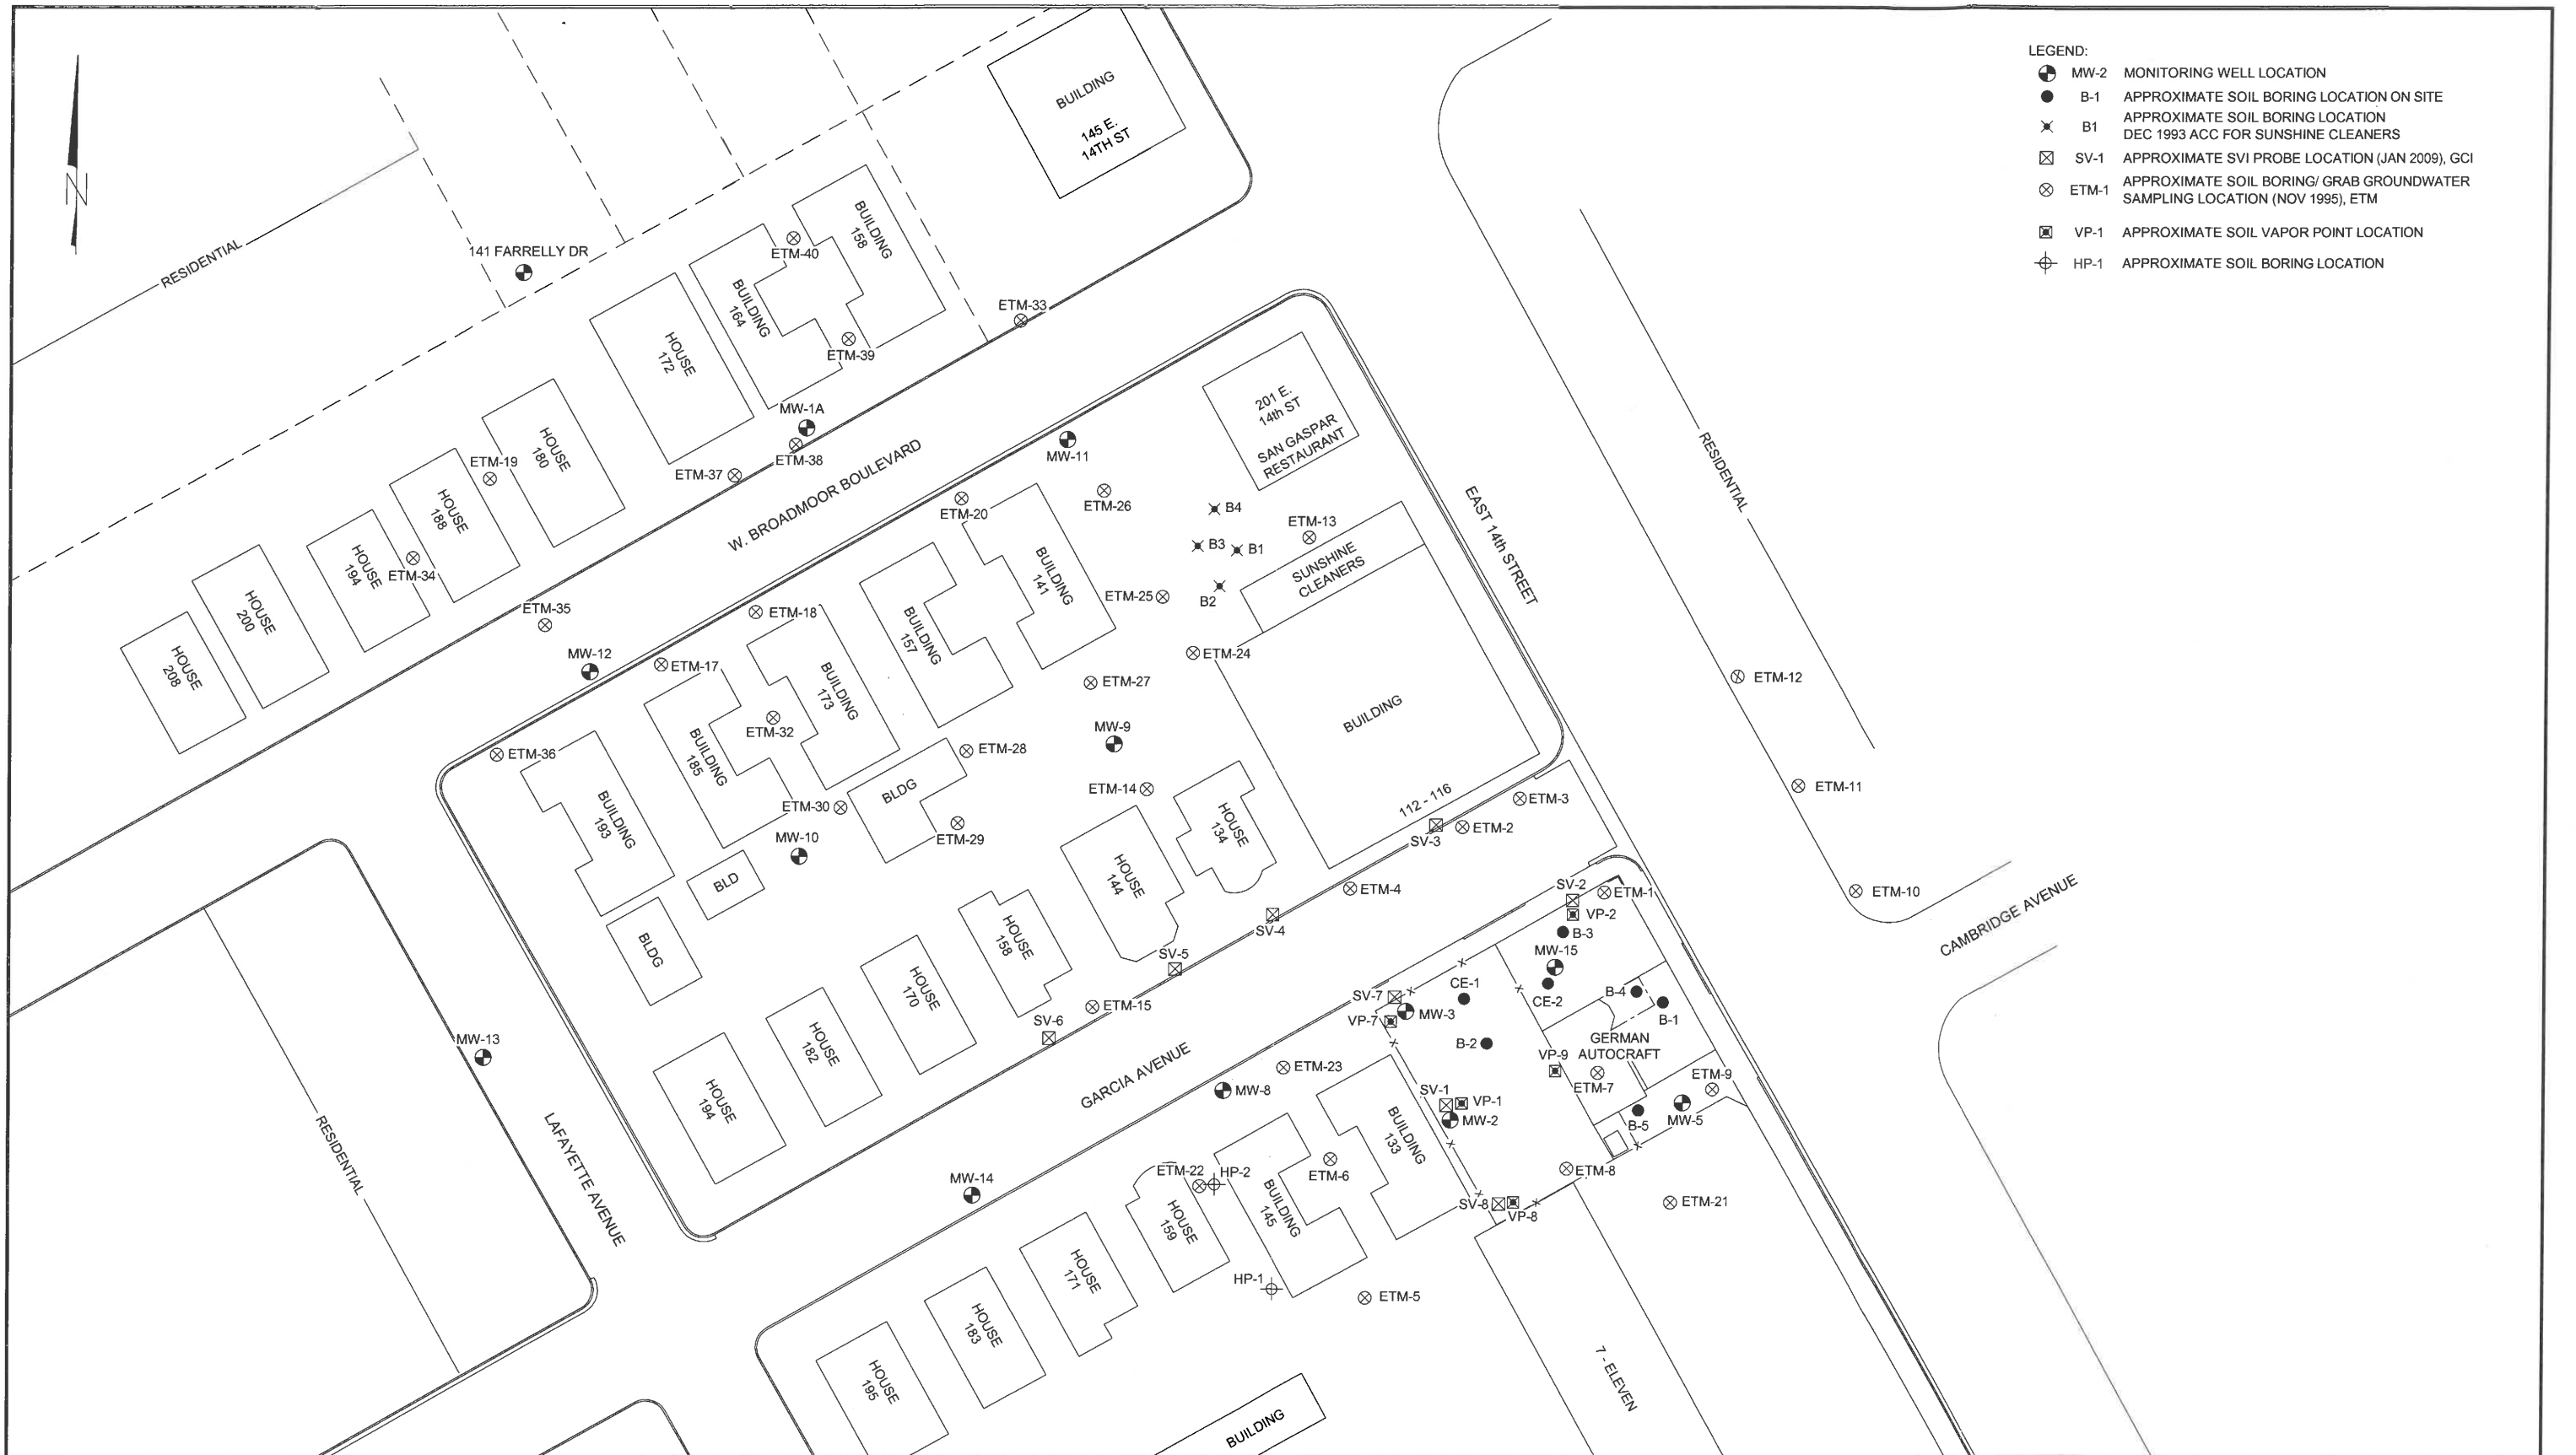 LEGEND:
MW-2 MONITORING WELL LOCATION
B-1 APPROXIMATE SOIL BORING LOCATION ON SITE
B1 APPROXIMATE SOIL BORING LOCATION
DEC 1993 ACC FOR SUNSHINE CLEANERS
SV-1 APPROXIMATE SVI PROBE LOCATION (JAN 2009), GCI
ETM-1 APPROXIMATE SOIL BORING/ GRAB GROUNDWATER
SAMPLING LOCATION (NOV 1995), ETM
VP-1 APPROXIMATE SOIL VAPOR POINT LOCATION
HP-1 APPROXIMATE SOIL BORING LOCATION
N
BUILDING
145 E.
14TH ST
RESIDENTIAL
141 FARRELLY DR
ETM-40
BUILDING
158
BUILDING
164
ETM-33
ETM-39
HOUSE
172
MW-1A
ETM-38
ETM-37
W. BROADMOOR BOULEVARD
MW-11
201 E.
14th ST
SAN GASPAR
RESTAURANT
EAST 14th STREET
RESIDENTIAL
ETM-19
HOUSE
180
HOUSE
188
HOUSE
194
ETM-34
HOUSE
200
HOUSE
208
ETM-35
MW-12
ETM-20
ETM-26
B4
ETM-13
B3
B1
B2
SUNSHINE
CLEANERS
ETM-25
BUILDING
141
ETM-18
BUILDING
157
ETM-24
ETM-17
ETM-27
ETM-12
BUILDING
173
ETM-32
BUILDING
185
BUILDING
MW-9
ETM-28
ETM-36
ETM-14
BLDG
ETM-30
ETM-29
MW-10
BUILDING
193
BLD
BLDG
112 - 116
ETM-3
ETM-2
SV-3
ETM-11
HOUSE
134
HOUSE
144
ETM-4
SV-4
SV-2
ETM-1
VP-2
B-3
ETM-10
CAMBRIDGE AVENUE
HOUSE
158
SV-5
MW-15
CE-1
CE-2
B-4
B-1
HOUSE
170
ETM-15
SV-6
SV-7
MW-3
VP-7
B-2
GERMAN
AUTOCRAFT
VP-9
ETM-7
ETM-9
MW-13
HOUSE
182
GARCIA AVENUE
ETM-23
MW-8
SV-1
VP-1
MW-2
MW-5
B-5
HOUSE
194
RESIDENTIAL
LAFAYETTE AVENUE
BUILDING
133
ETM-6
ETM-8
ETM-22
HP-2
MW-14
BUILDING
145
HOUSE
159
SV-8
VP-8
ETM-21
HOUSE
171
HP-1
ETM-5
HOUSE
183
HOUSE
195
7 - ELEVEN
BUILDING